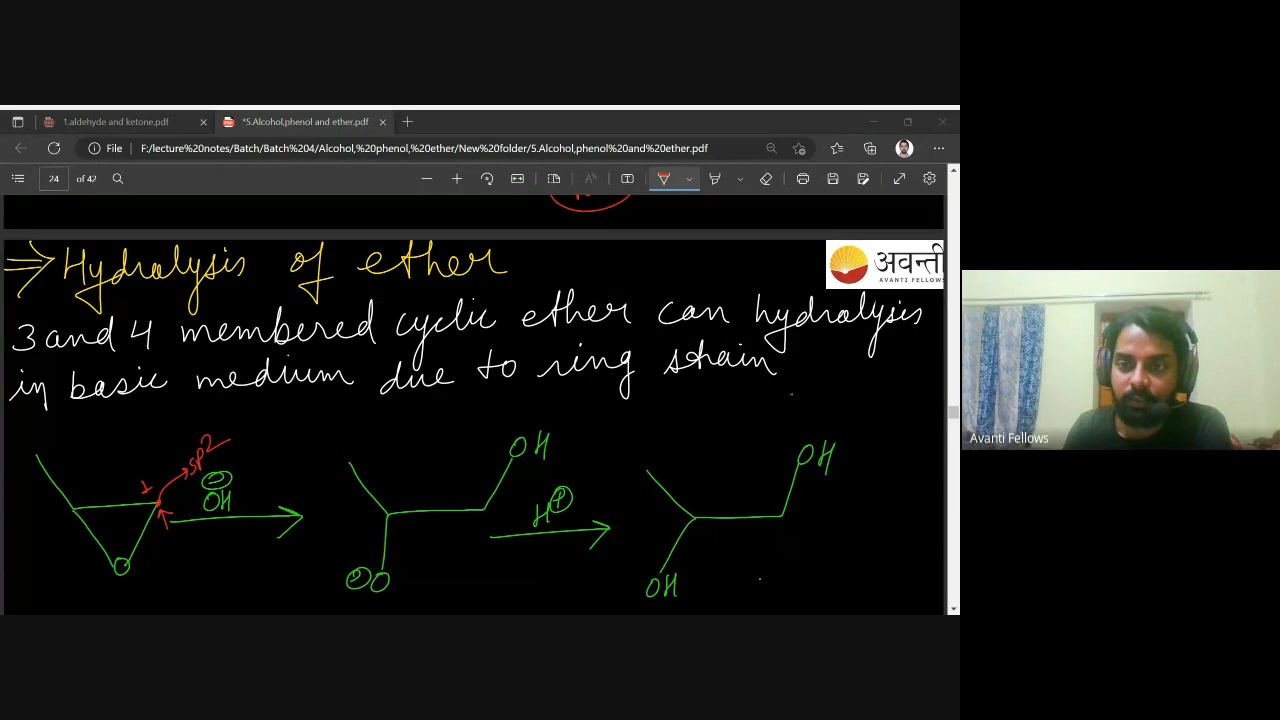 1.aldehyde and ketone.pdf
*5.Alcohol,phenol and ether.pdf
File
F:/lecture%20notes/Batch/Batch%204/Alcohol,%20phenol,%20ether/New%20folder/5.Alcohol,phenol%20and%20ether.pdf
24 of 42
⇒ Hydralysis of ether
अवन्ती
AVANTI FELLOWS
3 and 4 membered cyclic ether can hydralysis
in basic medium due to ring strain
SP2
1
⊖
OH
O
OH
⊖O
H⊕
OH
OH
Avanti Fellows